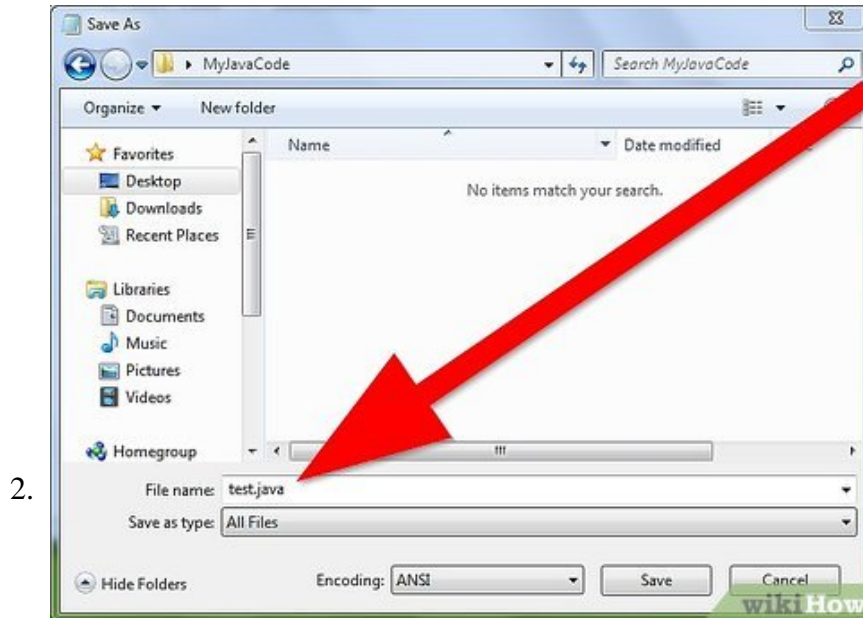 Save As
MyJavaCode
Search MyJavaCode
Organize
New folder
Name
Date modified
Favorites
Desktop
Downloads
Recent Places
No items match your search.
Libraries
Documents
Music
Pictures
Videos
Homegroup
2.
File name: test.java
Save as type: All Files
Hide Folders
Encoding: ANSI
Save
Cancel
wikiHow